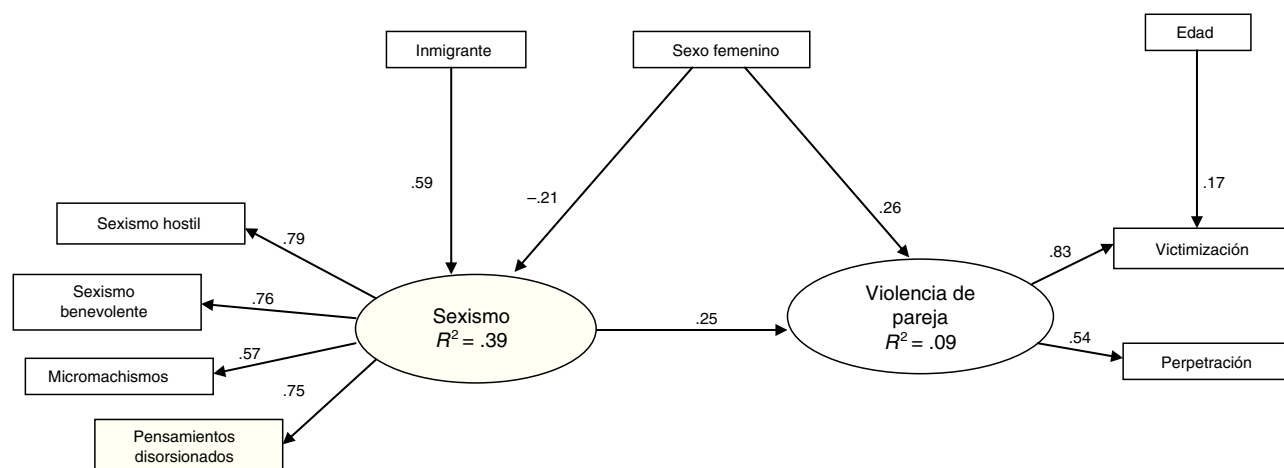 Inmigrante
Sexo femenino
Edad
.59
–.21
.26
.17
Sexismo hostil
.79
Sexismo
benevolente
.76
Micromachismos
.57
Pensamientos
disorsionados
.75
Sexismo
R² = .39
.25
Violencia de
pareja
R² = .09
.83
Victimización
.54
Perpetración